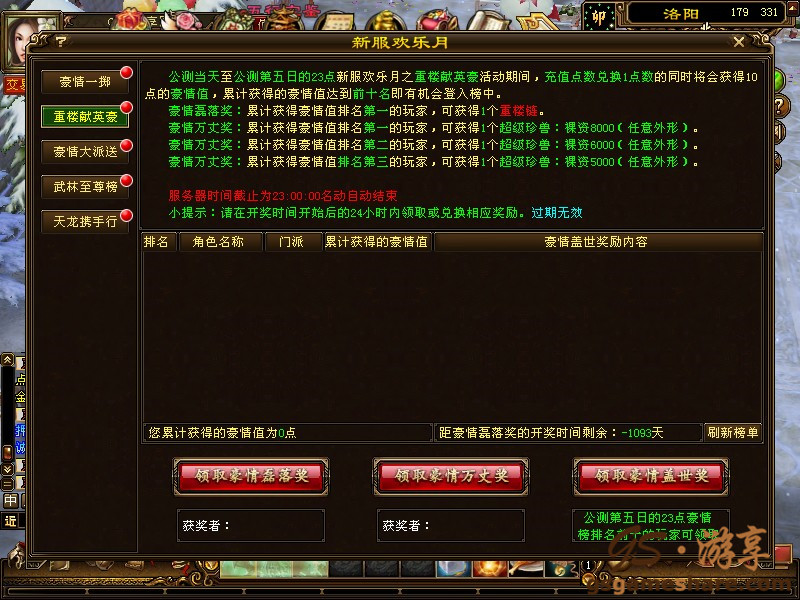 洛阳
179 331
新服欢乐月
豪情一掷
重楼献英豪
豪情大派送
武林至尊榜
天龙携手行
公测当天至公测第五日的23点新服欢乐月之重楼献英豪活动期间，充值点数兑换1点数的同时将会获得10
点的豪情值，累计获得的豪情值达到前十名即有机会登入榜中。
豪情磊落奖：累计获得豪情值排名第一的玩家，可获得1个重楼链。
豪情万丈奖：累计获得豪情值排名第一的玩家，可获得1个超级珍兽：裸资8000（任意外形）。
豪情万丈奖：累计获得豪情值排名第二的玩家，可获得1个超级珍兽：裸资6000（任意外形）。
豪情万丈奖：累计获得豪情值排名第三的玩家，可获得1个超级珍兽：裸资5000（任意外形）。
服务器时间截止为23:00:00名动自动结束
小提示：请在开奖时间开始后的24小时内领取或兑换相应奖励。过期无效
排名 角色名称 门派 累计获得的豪情值 豪情盖世奖励内容
您累计获得的豪情值为0点 距豪情磊落奖的开奖时间剩余：-1093天 刷新榜单
领取豪情磊落奖 领取豪情万丈奖 领取豪情盖世奖
获奖者： 获奖者： 公测第五日的23点豪情
榜排名前十的玩家可领取
游享